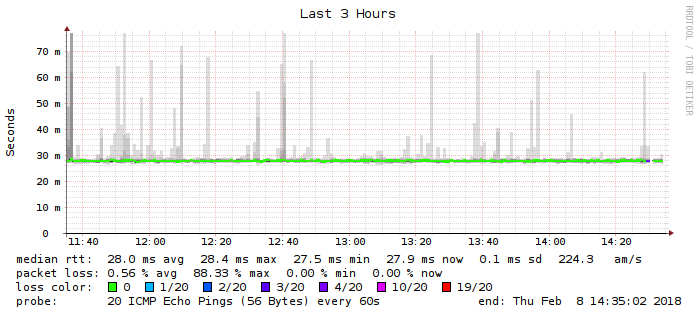 Last 3 Hours
RRDTOOL / TOBI OETIKER
Seconds
70 m
60 m
50 m
40 m
30 m
20 m
10 m
0
11:40 12:00 12:20 12:40 13:00 13:20 13:40 14:00 14:20
median rtt: 28.0 ms avg 28.4 ms max 27.5 ms min 27.9 ms now 0.1 ms sd 224.3 am/s
packet loss: 0.56 % avg 88.33 % max 0.00 % min 0.00 % now
loss color: 0 1/20 2/20 3/20 4/20 10/20 19/20
probe: 20 ICMP Echo Pings (56 Bytes) every 60s end: Thu Feb 8 14:35:02 2018